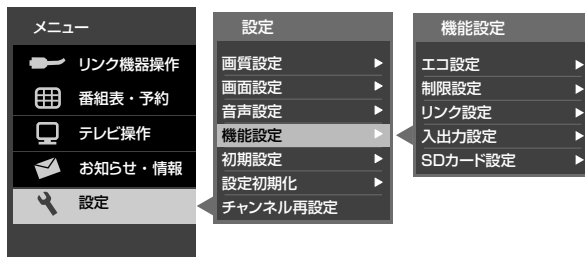 メニュー
リンク機器操作
番組表・予約
テレビ操作
お知らせ・情報
設定
設定
画質設定
画面設定
音声設定
機能設定
初期設定
設定初期化
チャンネル再設定
機能設定
エコ設定
制限設定
リンク設定
入出力設定
SDカード設定